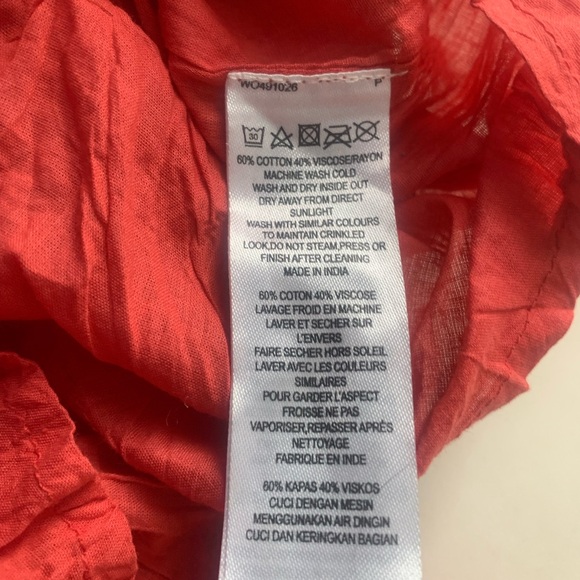 WO491026 P
30
60% COTTON 40% VISCOSE/RAYON
MACHINE WASH COLD
WASH AND DRY INSIDE OUT
DRY AWAY FROM DIRECT
SUNLIGHT
WASH WITH SIMILAR COLOURS
TO MAINTAIN CRINKLED
LOOK,DO NOT STEAM,PRESS OR
FINISH AFTER CLEANING
MADE IN INDIA
60% COTON 40% VISCOSE
LAVAGE FROID EN MACHINE
LAVER ET SECHER SUR
L'ENVERS
FAIRE SECHER HORS SOLEIL
LAVER AVEC LES COULEURS
SIMILAIRES
POUR GARDER L'ASPECT
FROISSE NE PAS
VAPORISER,REPASSER APRÈS
NETTOYAGE
FABRIQUE EN INDE
60% KAPAS 40% VISKOS
CUCI DENGAN MESIN
MENGGUNAKAN AIR DINGIN
CUCI DAN KERINGKAN BAGIAN